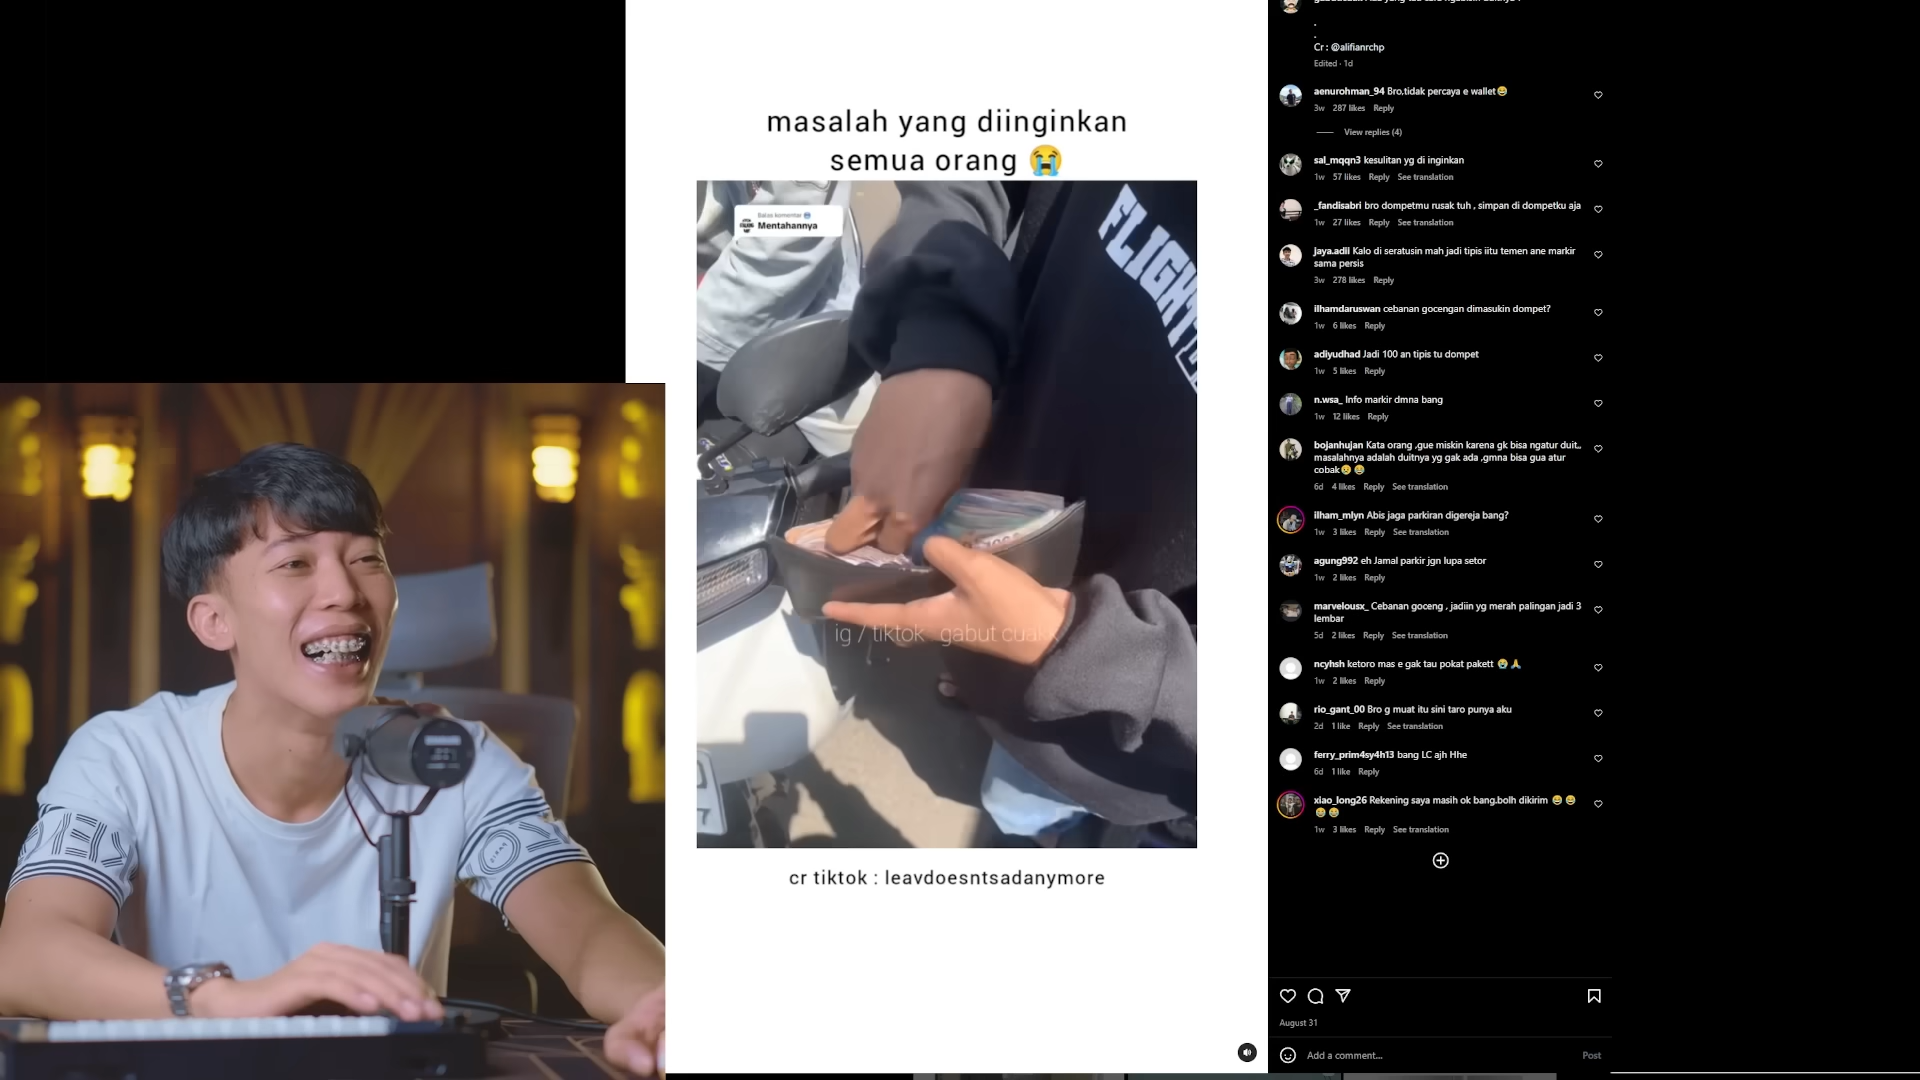 masalah yang diinginkan
semua orang 😭
Balas komentar
Mentahannya
FLIGHT
ig / tiktok gabut cuakk
cr tiktok : leavdoesntsadanymore
.
.
Cr : @alifianrchp
Edited · 1d
aenurohman_94 Bro,tidak percaya e wallet😂
3w 287 likes Reply
View replies (4)
sal_mqqn3 kesulitan yg di inginkan
1w 57 likes Reply See translation
_fandisabri bro dompetmu rusak tuh , simpan di dompetku aja
1w 27 likes Reply See translation
jaya.adii Kalo di seratusin mah jadi tipis iitu temen ane markir
sama persis
3w 278 likes Reply
ilhamdaruswan cebanan gocengan dimasukin dompet?
1w 6 likes Reply
adiyudhad Jadi 100 an tipis tu dompet
1w 5 likes Reply
n.wsa_ Info markir dmna bang
1w 12 likes Reply
bojanhujan Kata orang ,gue miskin karena gk bisa ngatur duit,,
masalahnya adalah duitnya yg gak ada ,gmna bisa gua atur
cobak😢😂
6d 4 likes Reply See translation
ilham_mlyn Abis jaga parkiran digereja bang?
1w 3 likes Reply See translation
agung992 eh Jamal parkir jgn lupa setor
1w 2 likes Reply
marvelousx_ Cebanan goceng , jadiin yg merah palingan jadi 3
lembar
5d 2 likes Reply See translation
ncyhsh ketoro mas e gak tau pokat pakett 😭🙏
1w 2 likes Reply
rio_gant_00 Bro g muat itu sini taro punya aku
2d 1 like Reply See translation
ferry_prim4sy4h13 bang LC ajh Hhe
6d 1 like Reply
xiao_long26 Rekening saya masih ok bang.bolh dikirim 😂😂
😂😂
1w 3 likes Reply See translation
August 31
Add a comment...
Post